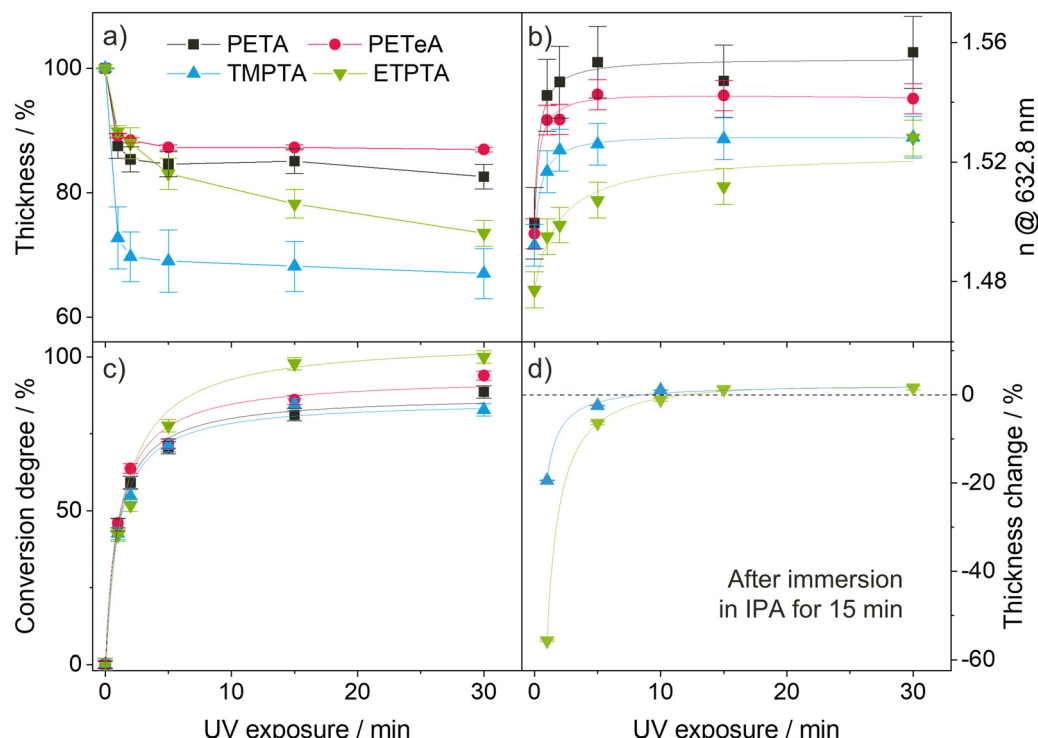 a)
PETA
PETeA
TMPTA
ETPTA
100
80
60
Thickness / %
b)
1.56
1.52
1.48
n @ 632.8 nm
c)
100
50
0
Conversion degree / %
0
10
20
30
UV exposure / min
d)
0
-20
-40
-60
Thickness change / %
After immersion
in IPA for 15 min
0
10
20
30
UV exposure / min